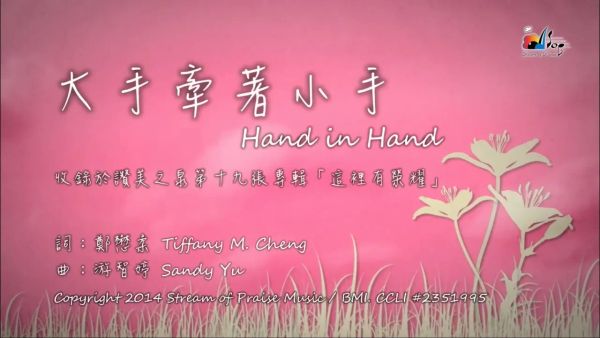 大手牽著小手
Hand in Hand
收錄於讚美之泉第十九張專輯「這裡有榮耀」
詞：鄭懋柔 Tiffany M. Cheng
曲：游智婷 Sandy Yu
Copyright 2014 Stream of Praise Music / BMI. CCLI #2351995